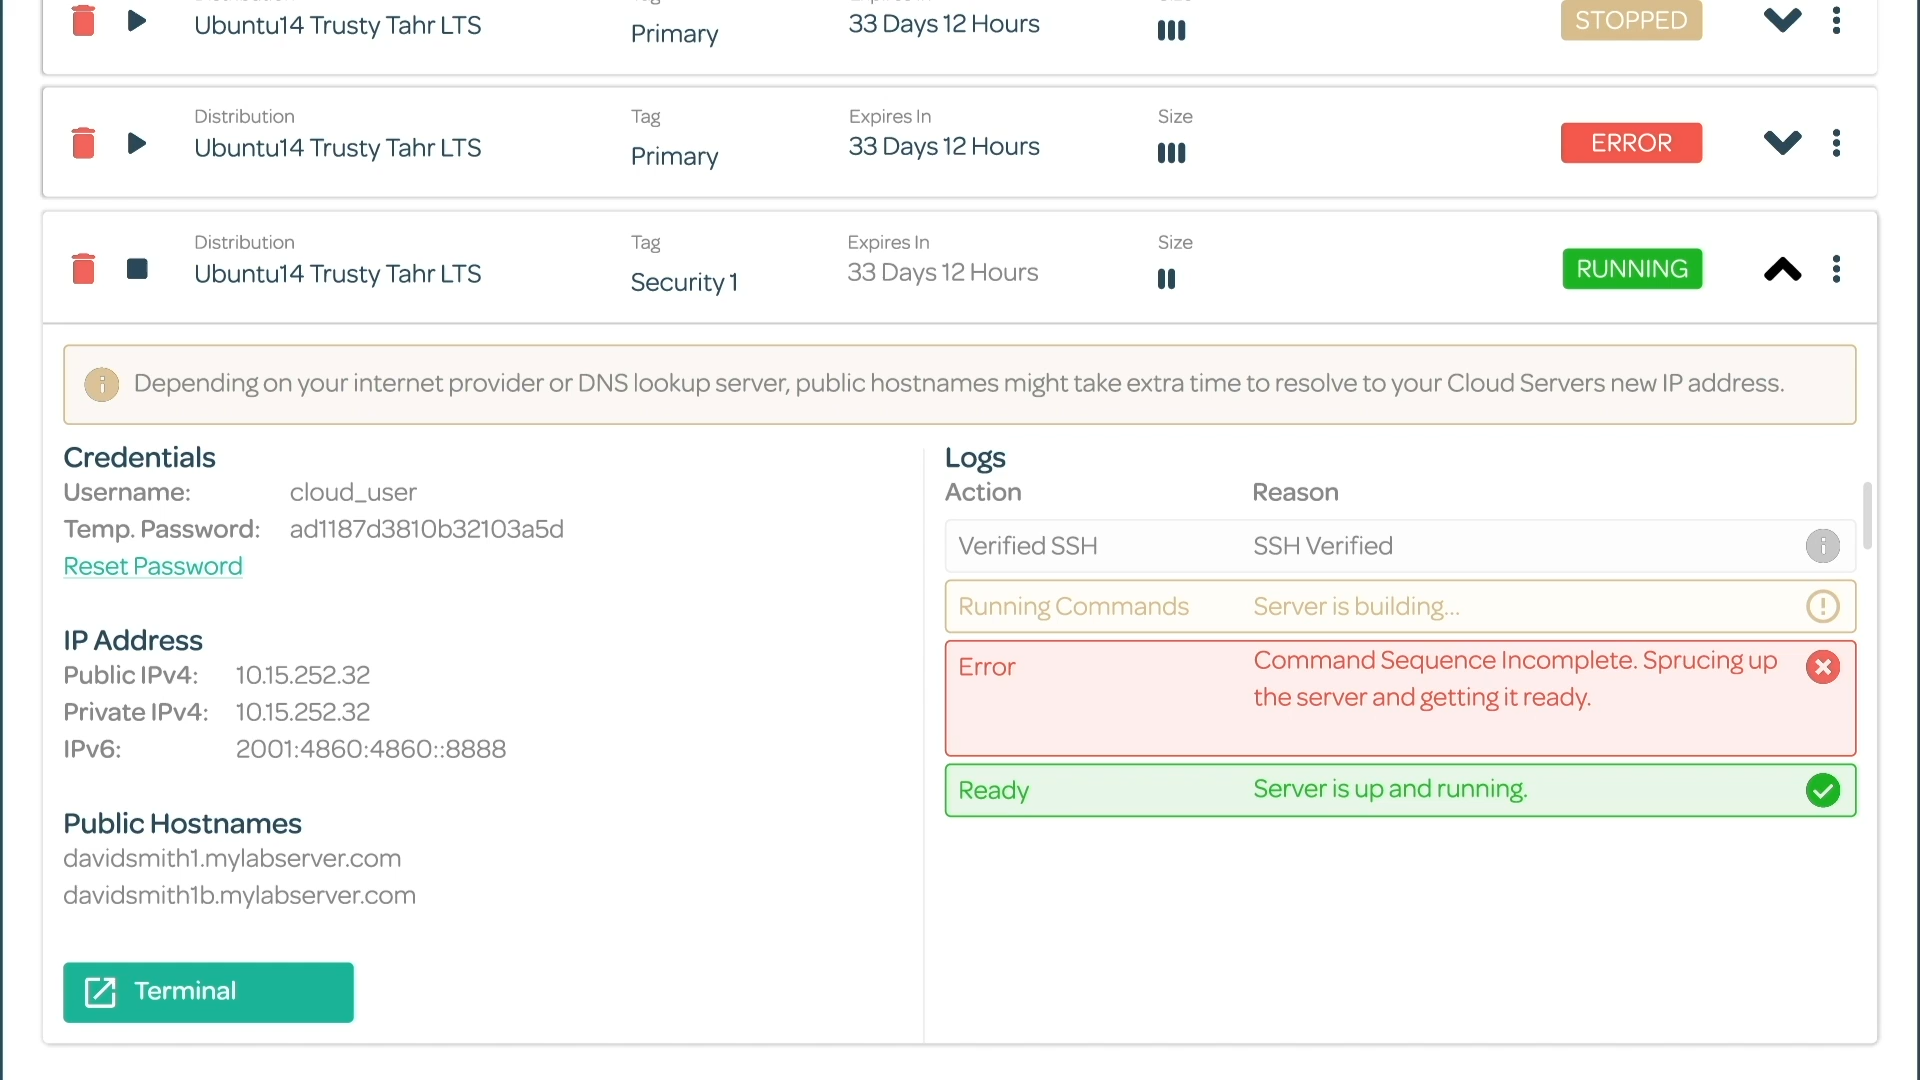 Ubuntu14 Trusty Tahr LTS
Primary
33 Days 12 Hours
STOPPED
Distribution
Tag
Expires In
Size
Ubuntu14 Trusty Tahr LTS
Primary
33 Days 12 Hours
ERROR
Distribution
Tag
Expires In
Size
Ubuntu14 Trusty Tahr LTS
Security 1
33 Days 12 Hours
RUNNING
Depending on your internet provider or DNS lookup server, public hostnames might take extra time to resolve to your Cloud Servers new IP address.
Credentials
Username: cloud_user
Temp. Password: ad1187d3810b32103a5d
Reset Password
IP Address
Public IPv4: 10.15.252.32
Private IPv4: 10.15.252.32
IPv6: 2001:4860:4860::8888
Public Hostnames
davidsmith1.mylabserver.com
davidsmith1b.mylabserver.com
Terminal
Logs
Action Reason
Verified SSH SSH Verified
Running Commands Server is building...
Error Command Sequence Incomplete. Sprucing up
the server and getting it ready.
Ready Server is up and running.